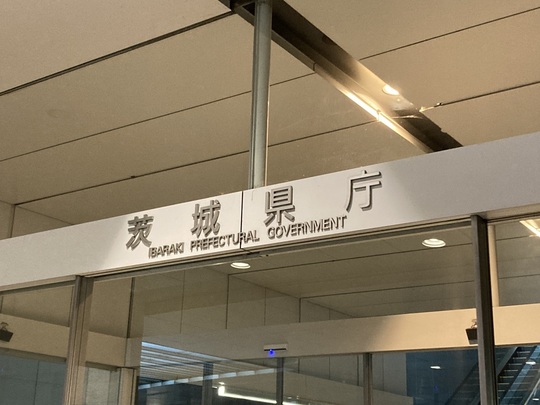 茨城県庁
IBARAKI PREFECTURAL GOVERNMENT